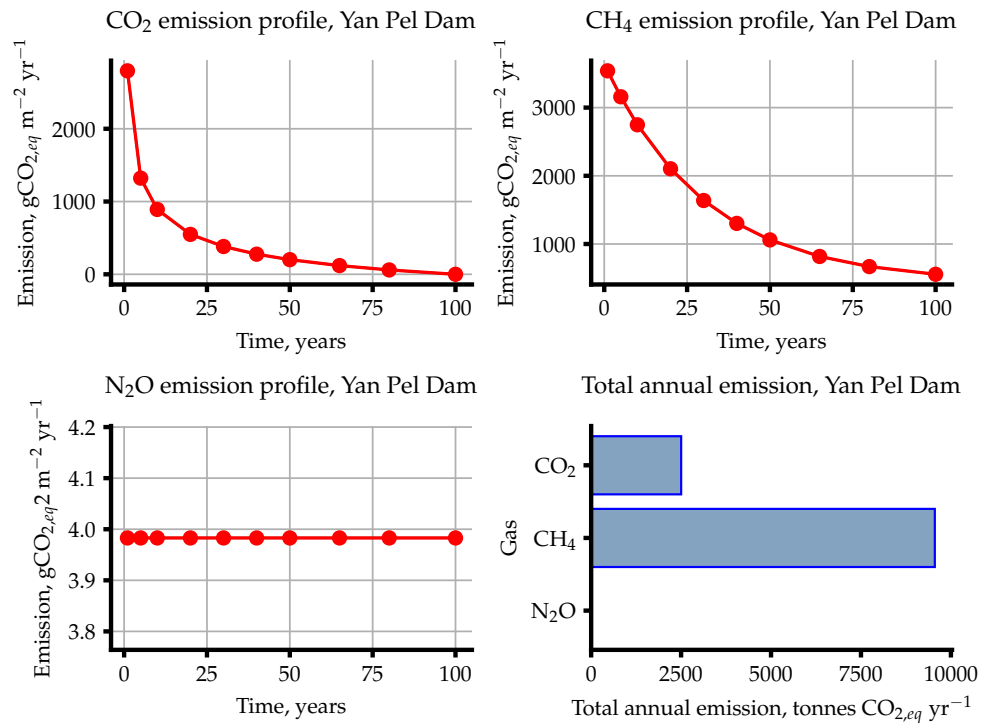 CO₂ emission profile, Yan Pel Dam
Emission, gCO₂,eq m⁻² yr⁻¹
2000
1000
0
0 25 50 75 100
Time, years
CH₄ emission profile, Yan Pel Dam
Emission, gCO₂,eq m⁻² yr⁻¹
3000
2000
1000
0 25 50 75 100
Time, years
N₂O emission profile, Yan Pel Dam
Emission, gCO₂,eq2 m⁻² yr⁻¹
4.2
4.1
4.0
3.9
3.8
0 25 50 75 100
Time, years
Total annual emission, Yan Pel Dam
Gas
CO₂
CH₄
N₂O
0 2500 5000 7500 10000
Total annual emission, tonnes CO₂,eq yr⁻¹